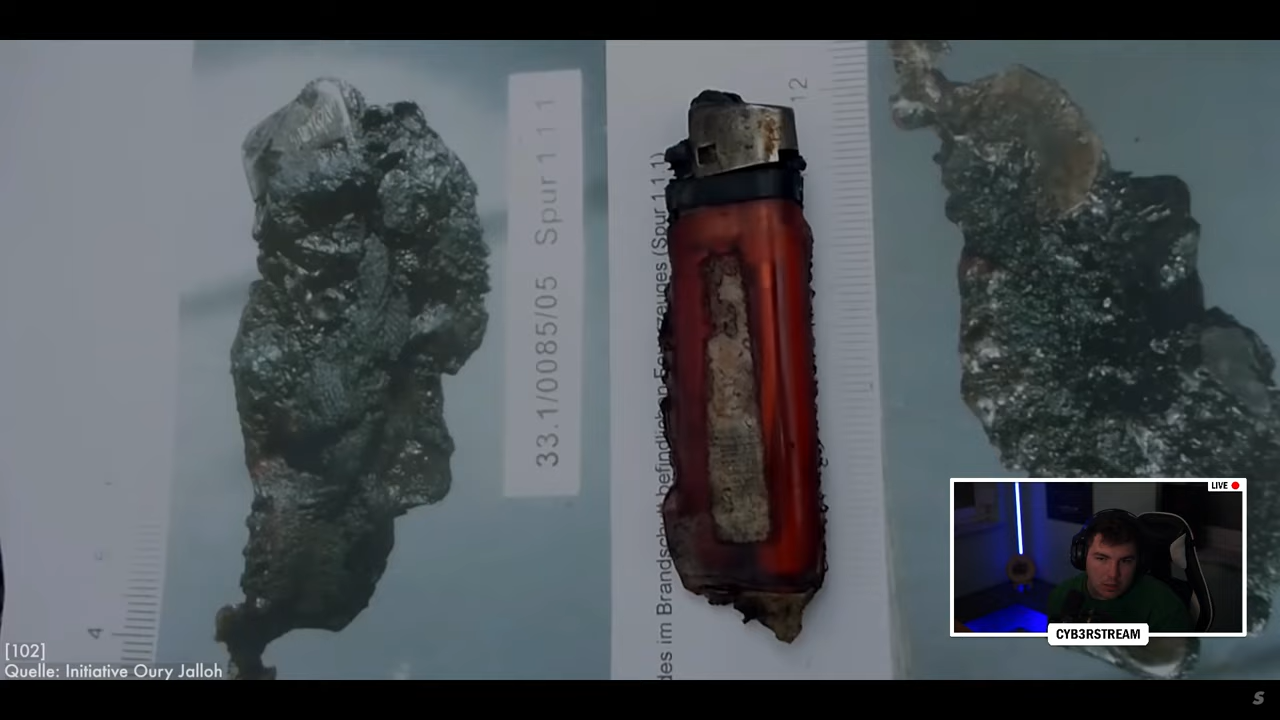 33.1/0085/05 Spur 1 1 1
12
des im Brandschutt befindlichen Feuerzeuges (Spur 1 1 1)
4
LIVE
CYB3RSTREAM
[102]
Quelle: Initiative Oury Jalloh
S